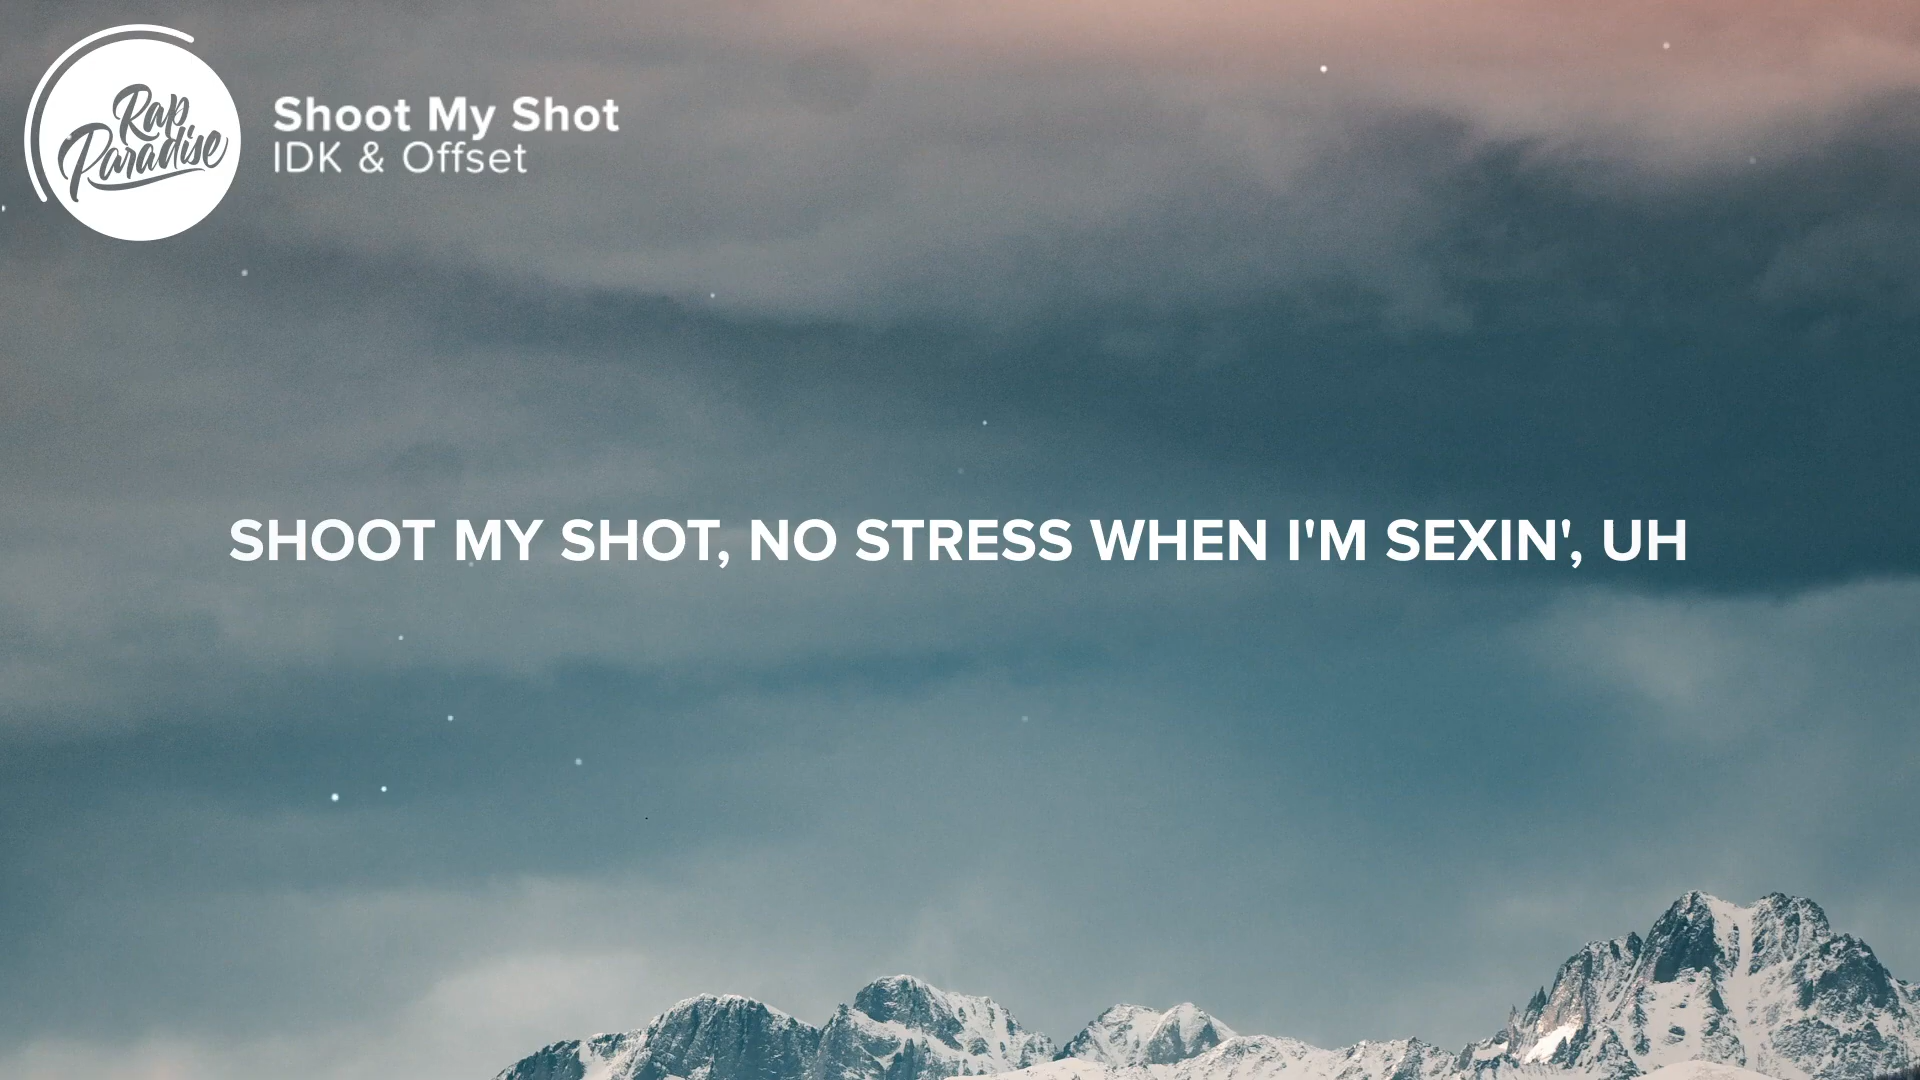 Rap
Paradise
Shoot My Shot
IDK & Offset
SHOOT MY SHOT, NO STRESS WHEN I'M SEXIN', UH